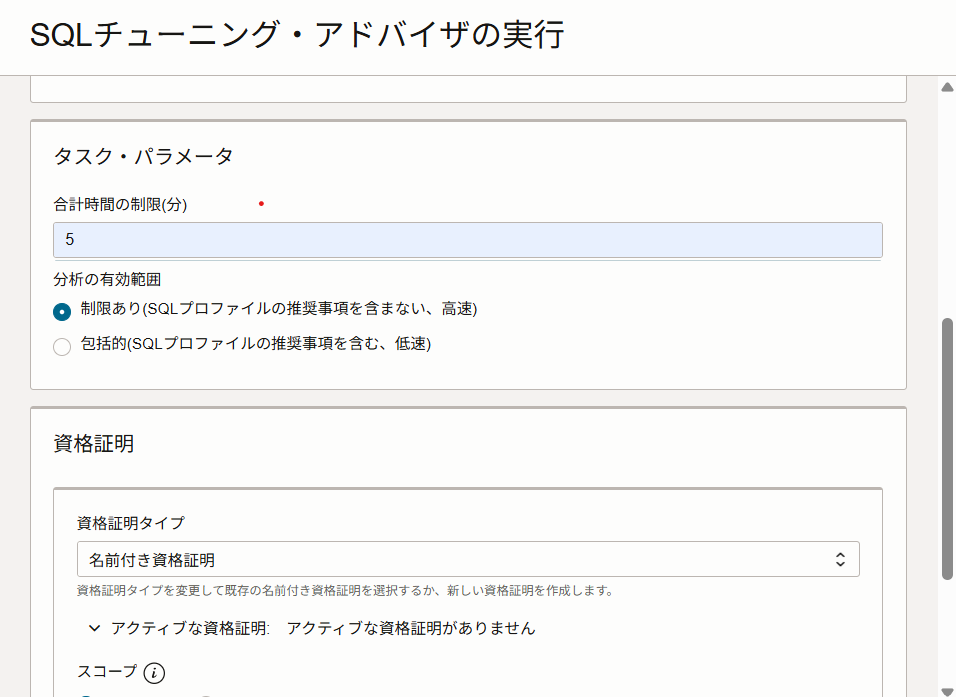 SQLチューニング・アドバイザの実行
タスク・パラメータ
合計時間の制限(分)
5
分析の有効範囲
制限あり(SQLプロファイルの推奨事項を含まない、高速)
包括的(SQLプロファイルの推奨事項を含む、低速)
資格証明
資格証明タイプ
名前付き資格証明
資格証明タイプを変更して既存の名前付き資格証明を選択するか、新しい資格証明を作成します。
アクティブな資格証明: アクティブな資格証明がありません
スコープ i